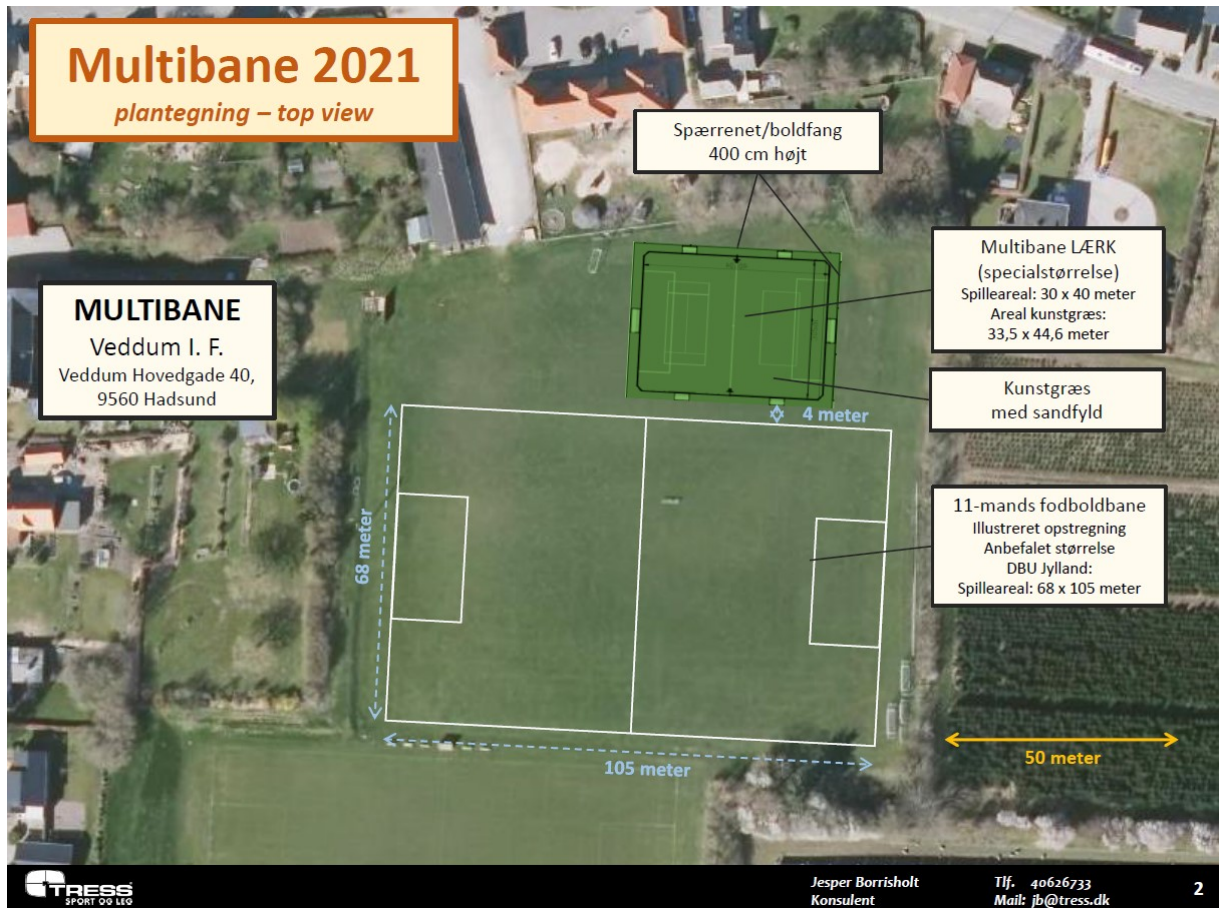 Multibane 2021
plantegning – top view
Spærrenet/boldfang
400 cm højt
MULTIBANE
Veddum I. F.
Veddum Hovedgade 40,
9560 Hadsund
Multibane LÆRK
(specialstørrelse)
Spilleareal: 30 x 40 meter
Areal kunstgræs:
33,5 x 44,6 meter
Kunstgræs
med sandfyld
4 meter
68 meter
11-mands fodboldbane
Illustreret opstregning
Anbefalet størrelse
DBU Jylland:
Spilleareal: 68 x 105 meter
105 meter
50 meter
TRESS
SPORT OG LEG
Jesper Borrisholt
Konsulent
Tlf. 40626733
Mail: jb@tress.dk
2